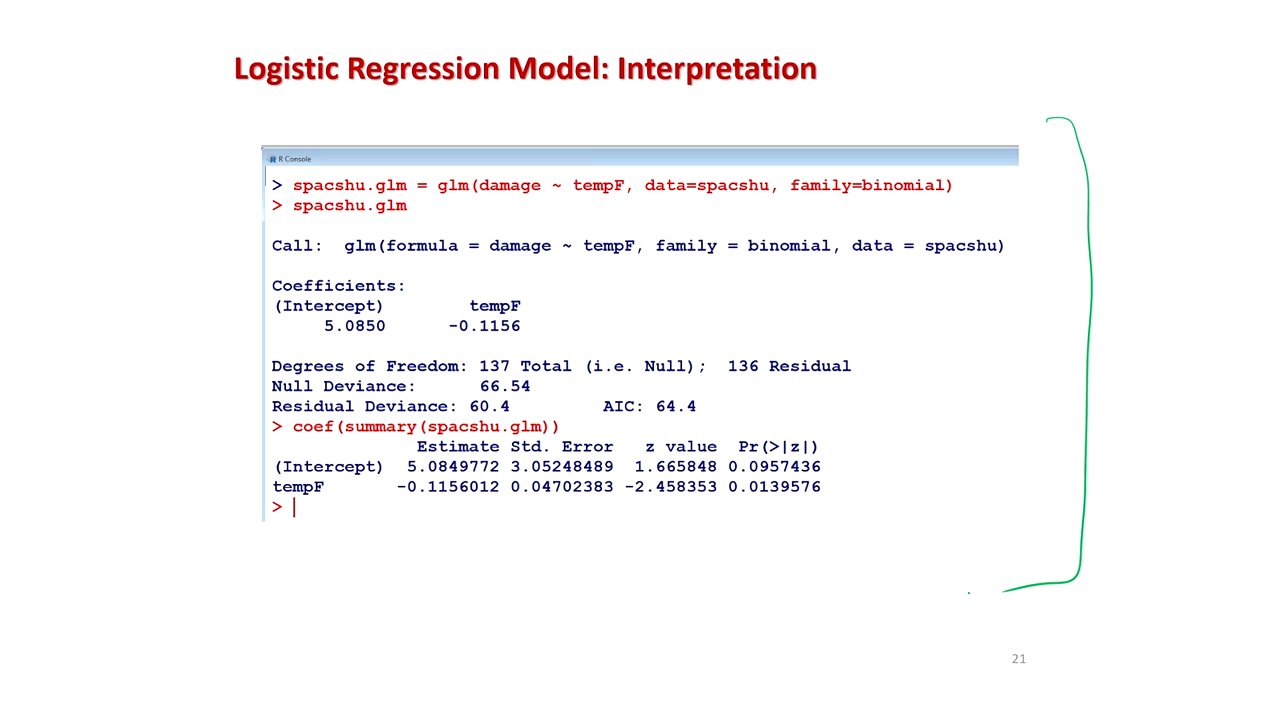 Logistic Regression Model: Interpretation
R Console
> spacshu.glm = glm(damage ~ tempF, data=spacshu, family=binomial)
> spacshu.glm
Call:  glm(formula = damage ~ tempF, family = binomial, data = spacshu)
Coefficients:
(Intercept)        tempF
5.0850      -0.1156
Degrees of Freedom: 137 Total (i.e. Null);  136 Residual
Null Deviance:      66.54
Residual Deviance: 60.4         AIC: 64.4
> coef(summary(spacshu.glm))
Estimate Std. Error   z value  Pr(>|z|)
(Intercept)  5.0849772 3.05248489  1.665848 0.0957436
tempF       -0.1156012 0.04702383 -2.458353 0.0139576
>
21